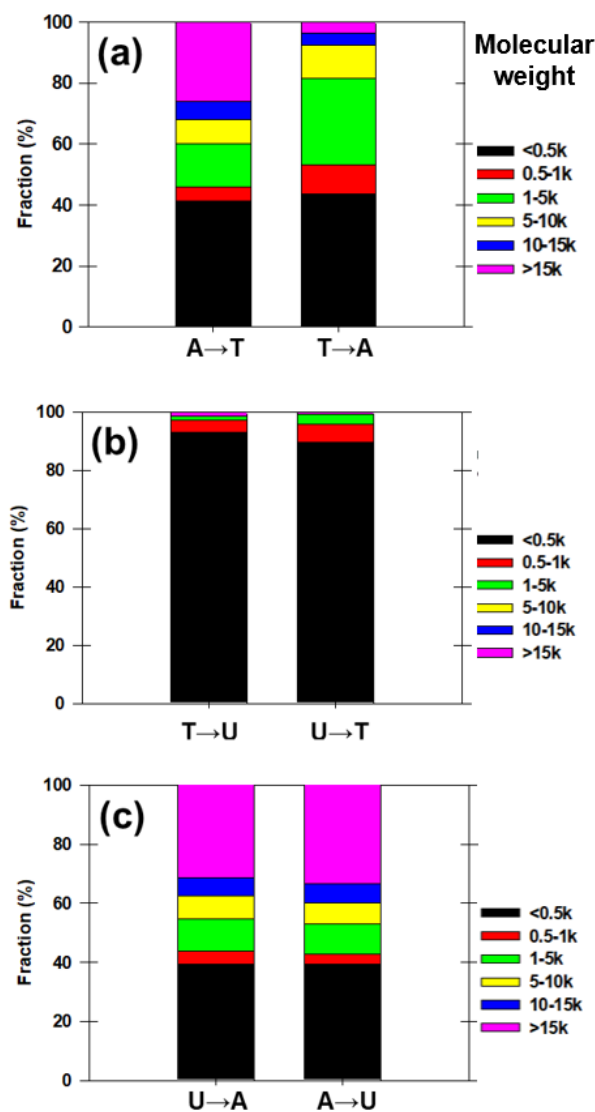 (a)
Molecular
weight
Fraction (%)
100
80
60
40
20
0
<0.5k
0.5-1k
1-5k
5-10k
10-15k
>15k
A→T
T→A
(b)
Fraction (%)
100
80
60
40
20
0
<0.5k
0.5-1k
1-5k
5-10k
10-15k
>15k
T→U
U→T
(c)
Fraction (%)
100
80
60
40
20
0
<0.5k
0.5-1k
1-5k
5-10k
10-15k
>15k
U→A
A→U